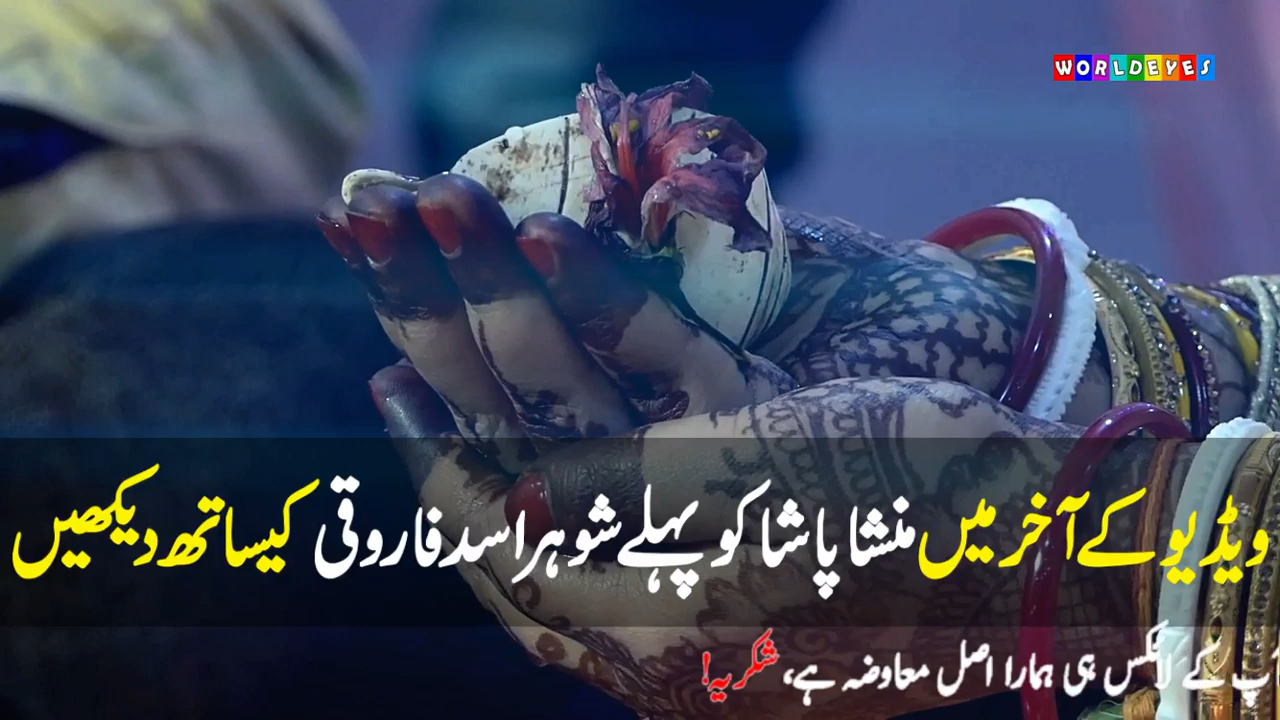 WORLDEYES
ویڈیو کے آخر میں منشا پاشا کو پہلے شوہر اسد فاروقی کیساتھ دیکھیں
آپ کے لائکس ہی ہمارا اصل معاوضہ ہے، شکریہ!